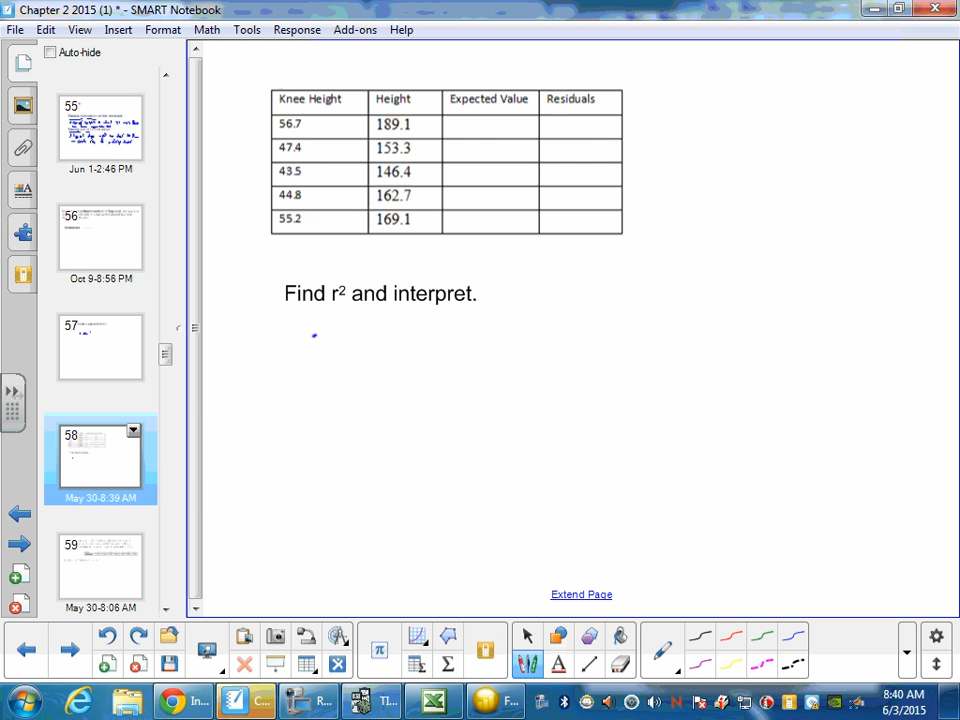 Chapter 2 2015 (1) * - SMART Notebook
File Edit View Insert Format Math Tools Response Add-ons Help
Auto-hide
55
Jun 1-2:46 PM
56
Oct 9-8:56 PM
57
58
May 30-8:39 AM
59
May 30-8:06 AM
Knee Height Height Expected Value Residuals
56.7 189.1
47.4 153.3
43.5 146.4
44.8 162.7
55.2 169.1
Find r² and interpret.
Extend Page
In...
C...
R...
TI...
F...
8:40 AM
6/3/2015